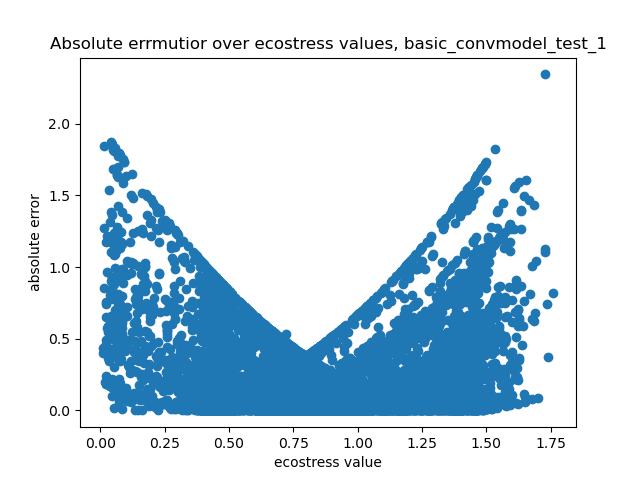 Absolute errmutior over ecostress values, basic_convmodel_test_1
2.0
1.5
1.0
0.5
0.0
absolute error
0.00 0.25 0.50 0.75 1.00 1.25 1.50 1.75
ecostress value